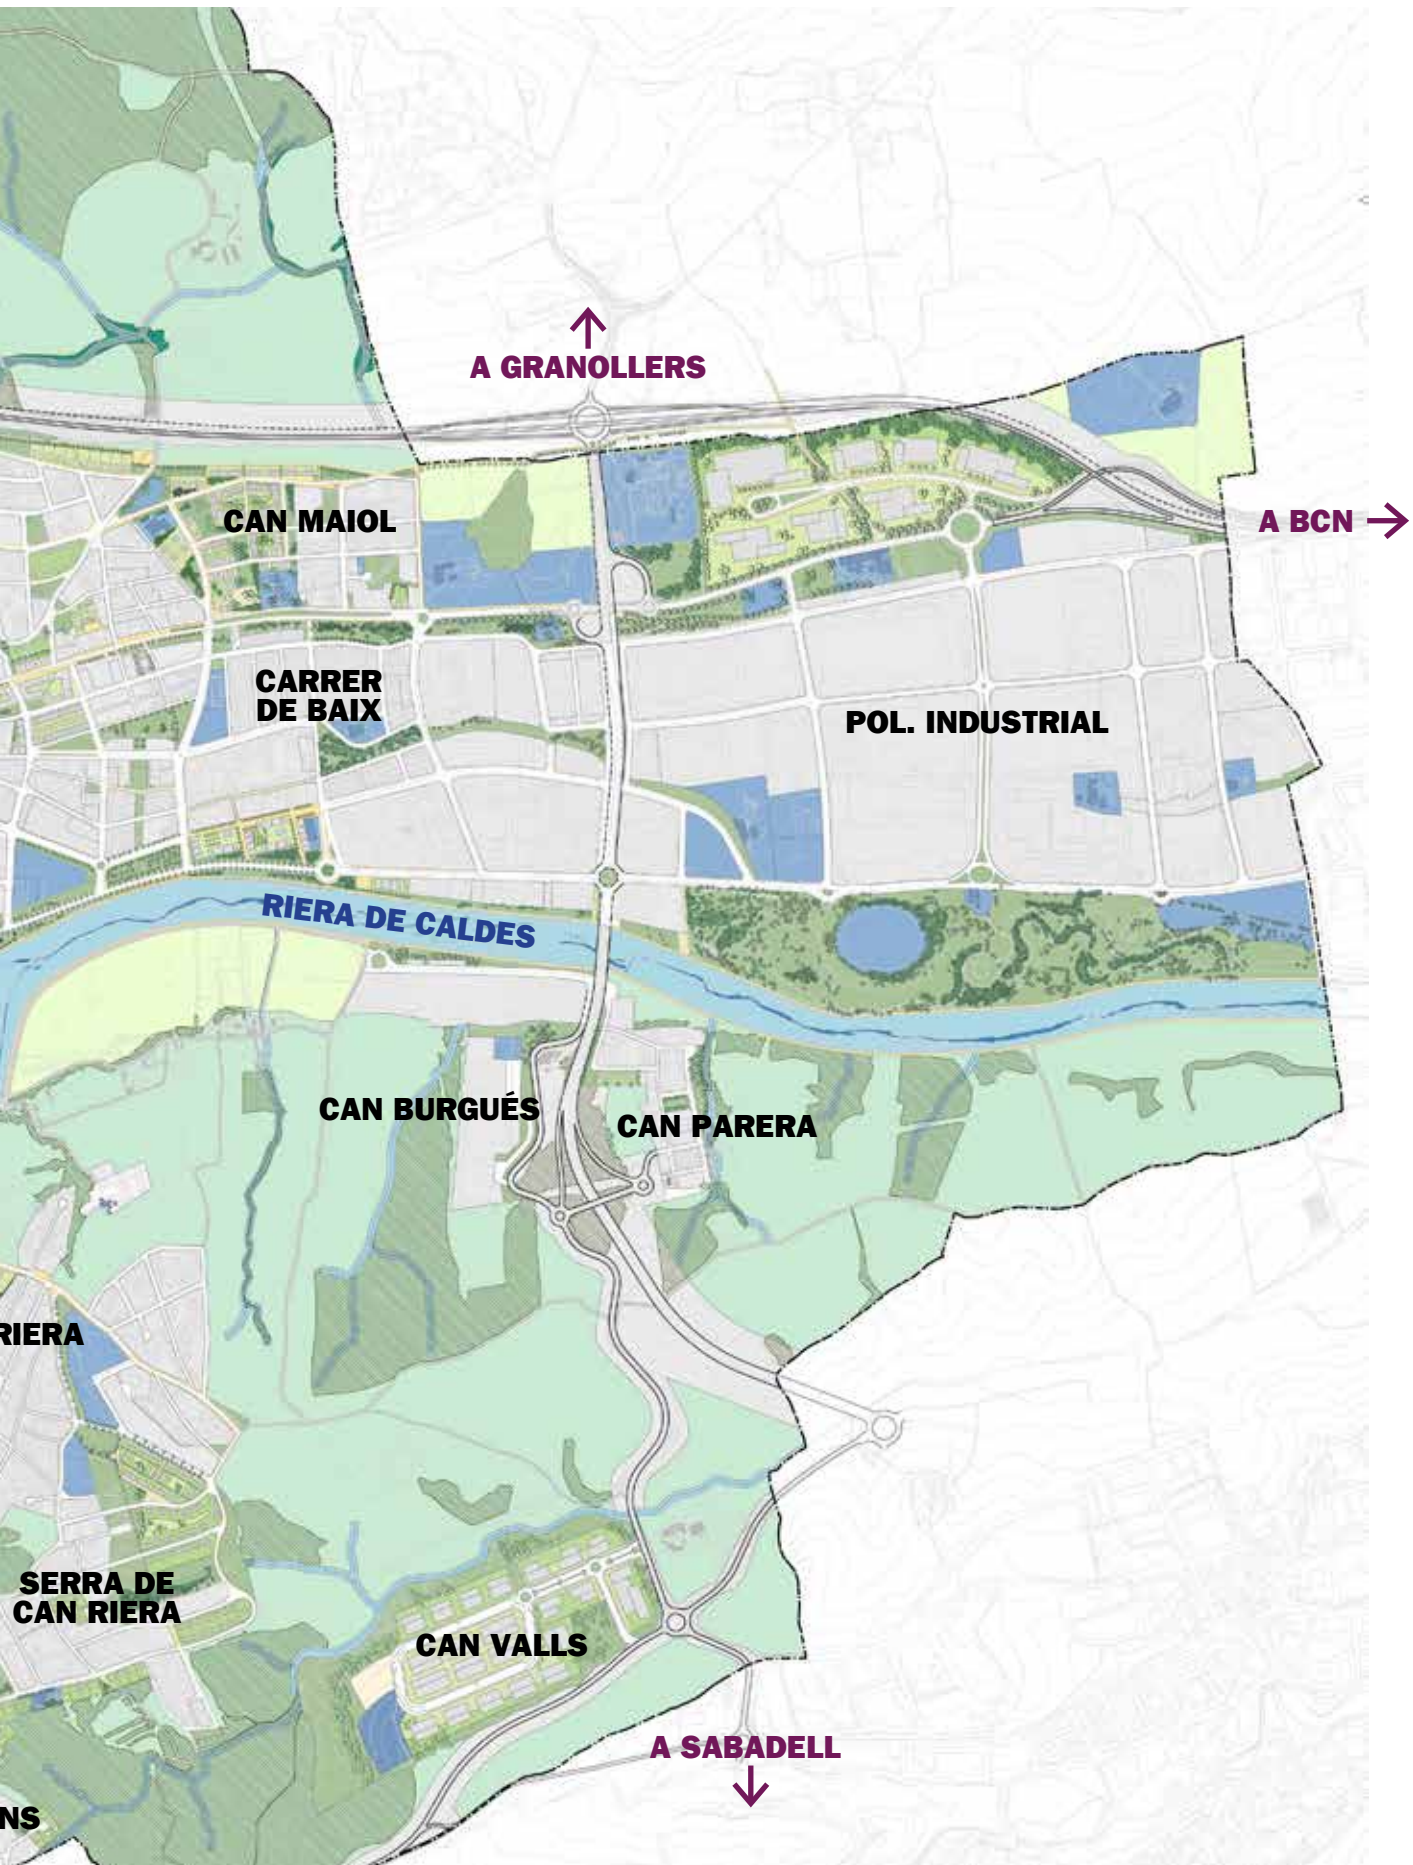 A GRANOLLERS
CAN MAIOL
A BCN
CARRER
DE BAIX
POL. INDUSTRIAL
RIERA DE CALDES
CAN BURGUÉS
CAN PARERA
RIERA
SERRA DE
CAN RIERA
CAN VALLS
A SABADELL
NS